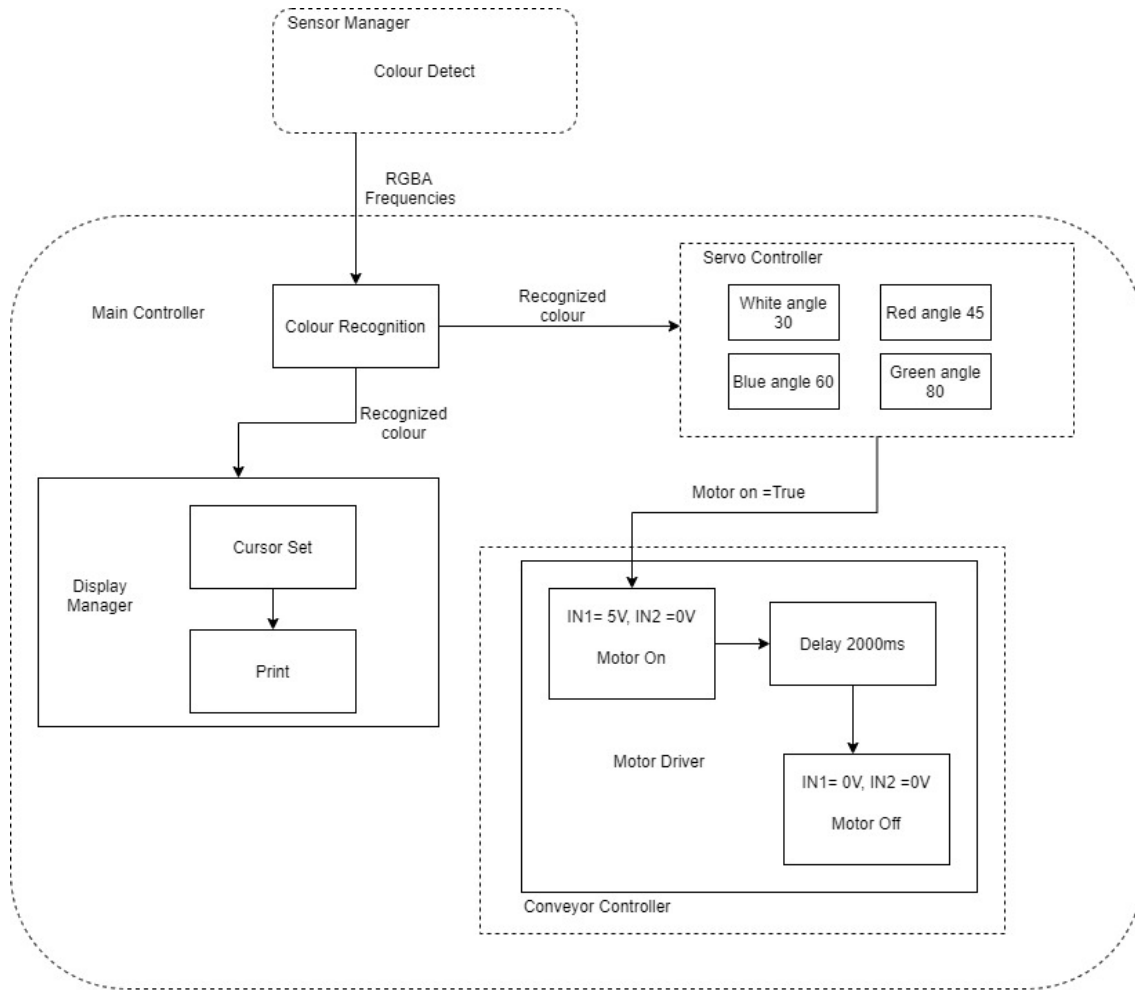 Sensor Manager
Colour Detect
RGBA
Frequencies
Main Controller
Colour Recognition
Recognized
colour
Servo Controller
White angle
30
Red angle 45
Blue angle 60
Green angle
80
Recognized
colour
Motor on =True
Display
Manager
Cursor Set
Print
IN1= 5V, IN2 =0V
Motor On
Delay 2000ms
Motor Driver
IN1= 0V, IN2 =0V
Motor Off
Conveyor Controller